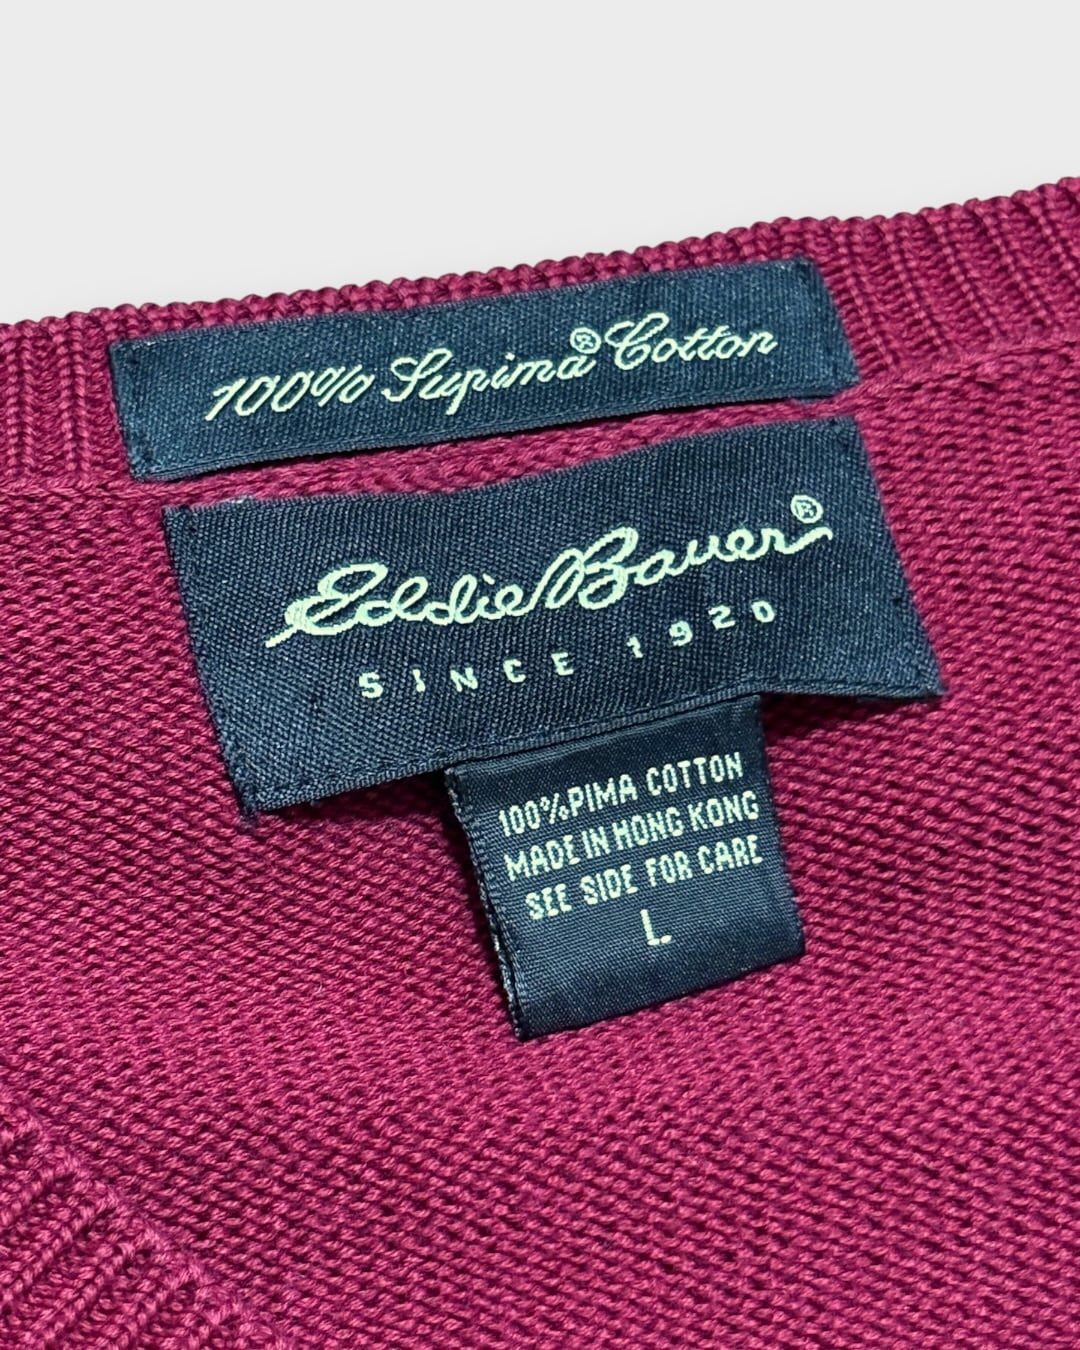 100% Supima® Cotton
Eddie Bauer®
SINCE 1920
100% PIMA COTTON
MADE IN HONG KONG
SEE SIDE FOR CARE
L